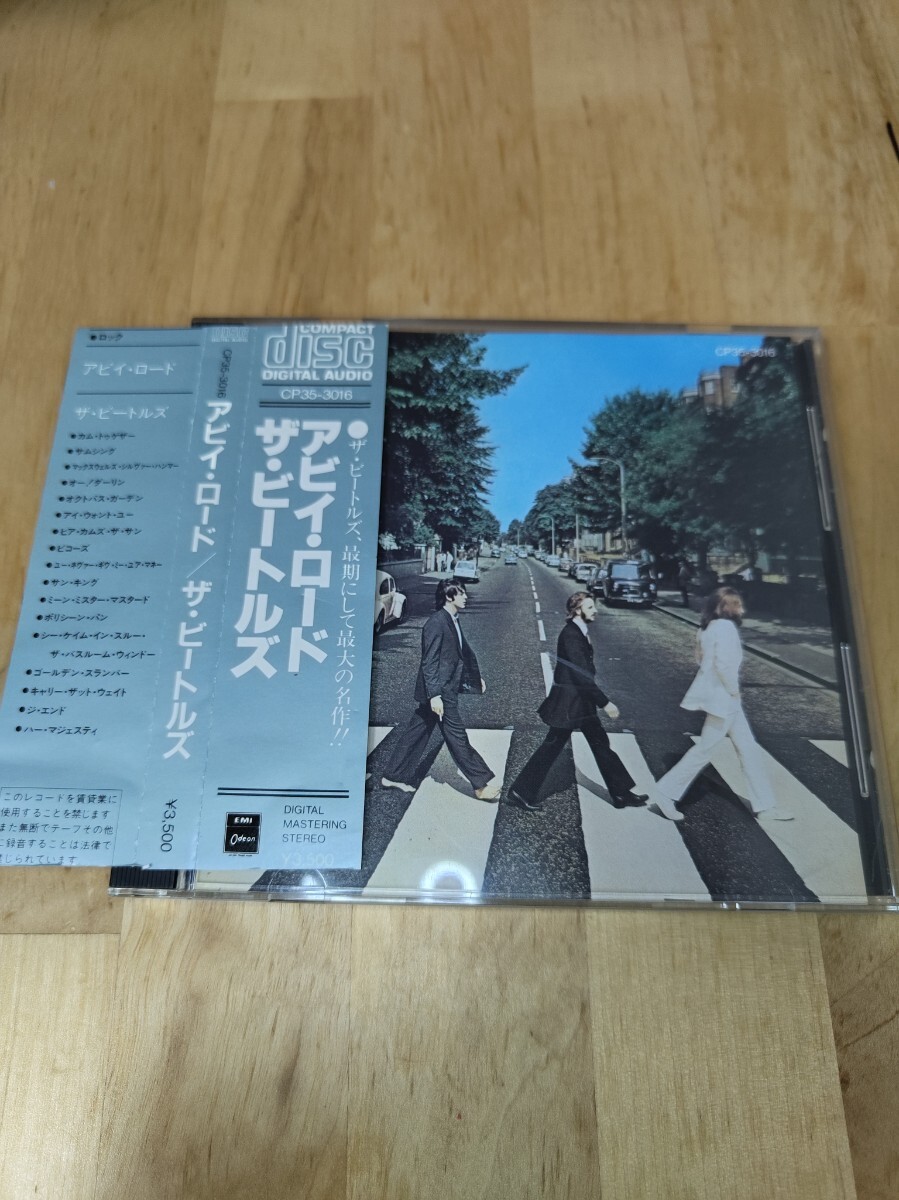 ●ロック
アビイ・ロード
ザ・ビートルズ
●カム・トゥゲザー
●サムシング
●マックスウェルズ・シルヴァー・ハンマー
●オー!ダーリン
●オクトパス・ガーデン
●アイ・ウォント・ユー
●ヒア・カムズ・ザ・サン
●ビコーズ
●ユー・ネヴァー・ギヴ・ミー・ユア・マネー
●サン・キング
●ミーン・ミスター・マスタード
●ポリシーン・パン
●シー・ケイム・イン・スルー・
ザ・バスルーム・ウィンドー
●ゴールデン・スランバー
●キャリー・ザット・ウェイト
●ジ・エンド
●ハー・マジェスティ
このレコードを賃貸業に
使用することを禁じます
また無断でテープその他
に録音することは法律で
禁じられています
CP35-3016
アビイ・ロード/ザ・ビートルズ
¥3,500
COMPACT
disc
DIGITAL AUDIO
CP35-3016
●ザ・ビートルズ、最期にして最大の名作!!
アビイ・ロード
ザ・ビートルズ
EMI
Odeon
DIGITAL
MASTERING
STEREO
¥3,500
CP35-3016